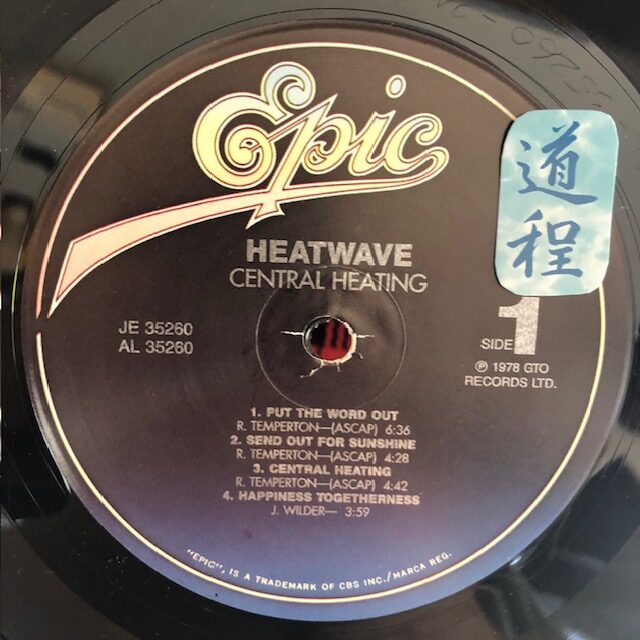 Epic
道
程
HEATWAVE
CENTRAL HEATING
JE 35260
AL 35260
SIDE 1
℗ 1978 GTO
RECORDS LTD.
1. PUT THE WORD OUT
R. TEMPERTON—(ASCAP) 6:36
2. SEND OUT FOR SUNSHINE
R. TEMPERTON—(ASCAP) 4:28
3. CENTRAL HEATING
R. TEMPERTON—(ASCAP) 4:42
4. HAPPINESS TOGETHERNESS
J. WILDER— 3:59
"EPIC", IS A TRADEMARK OF CBS INC./MARCA REG.